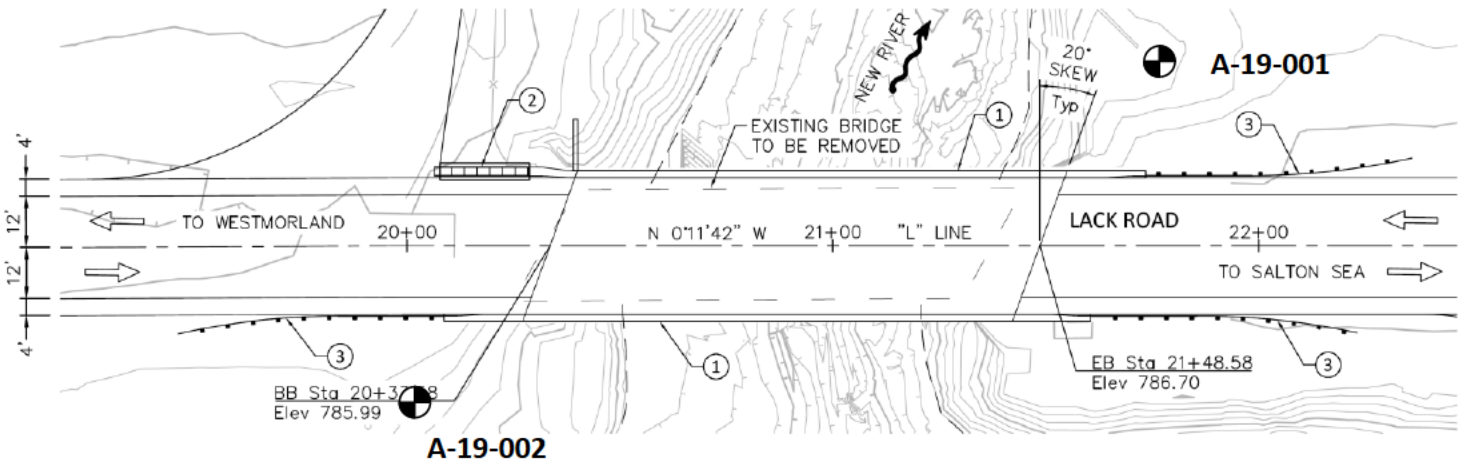 NEW RIVER
20°
SKEW
Typ
A-19-001
2
1
3
EXISTING BRIDGE
TO BE REMOVED
4'
12'
12'
4'
TO WESTMORLAND
20+00
N 0°11'42" W
21+00
"L" LINE
LACK ROAD
22+00
TO SALTON SEA
3
1
3
BB Sta
Elev 785.99
EB Sta 21+48.58
Elev 786.70
A-19-002